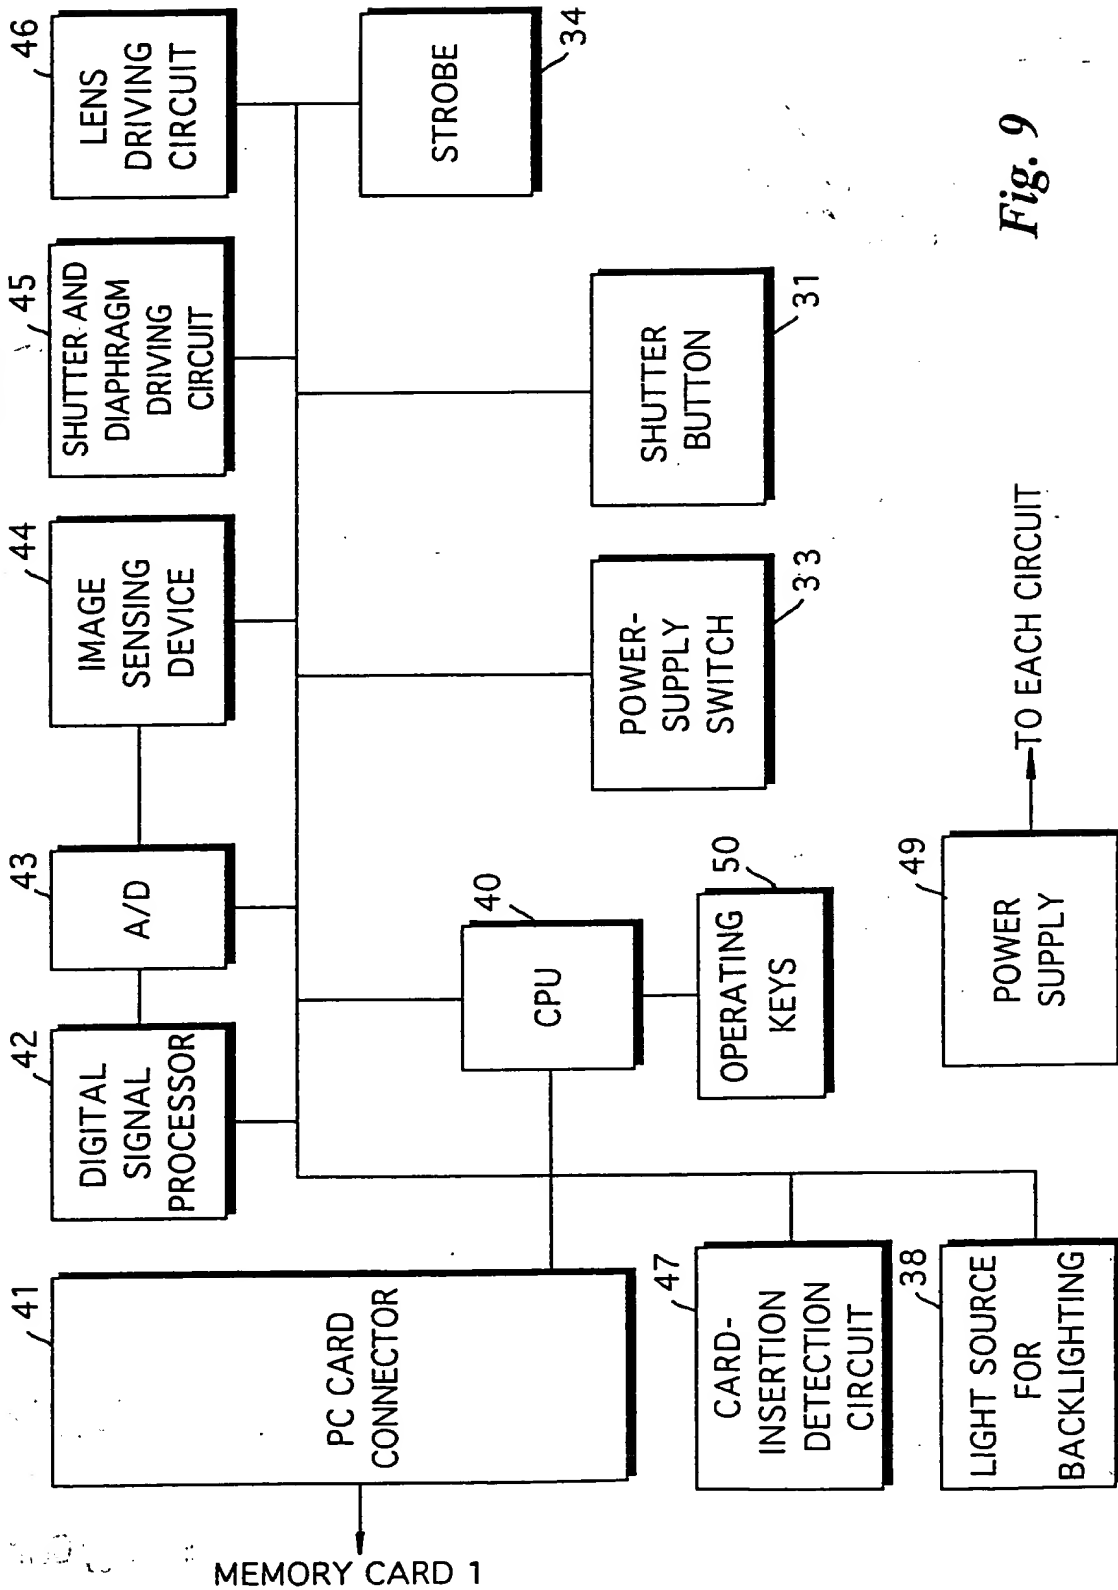 41
PC CARD
CONNECTOR
MEMORY CARD 1
42
DIGITAL
SIGNAL
PROCESSOR
43
A/D
44
IMAGE
SENSING
DEVICE
45
SHUTTER AND
DIAPHRAGM
DRIVING
CIRCUIT
46
LENS
DRIVING
CIRCUIT
STROBE
34
40
CPU
50
OPERATING
KEYS
POWER-
SUPPLY
SWITCH
33
SHUTTER
BUTTON
31
47
CARD-
INSERTION
DETECTION
CIRCUIT
38
LIGHT SOURCE
FOR
BACKLIGHTING
49
POWER
SUPPLY
TO EACH CIRCUIT
Fig. 9